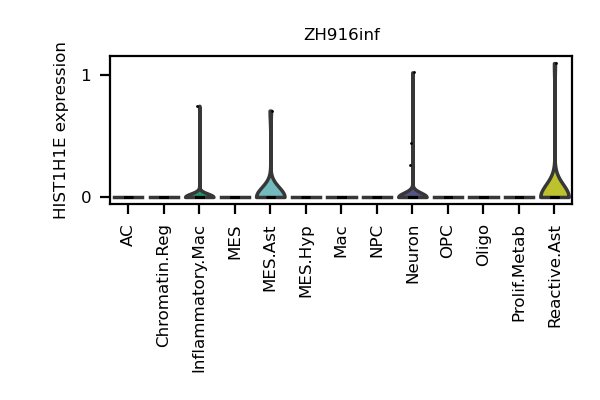 ZH916inf
HIST1H1E expression
1
0
AC
Chromatin.Reg
Inflammatory.Mac
MES
MES.Ast
MES.Hyp
Mac
NPC
Neuron
OPC
Oligo
Prolif.Metab
Reactive.Ast